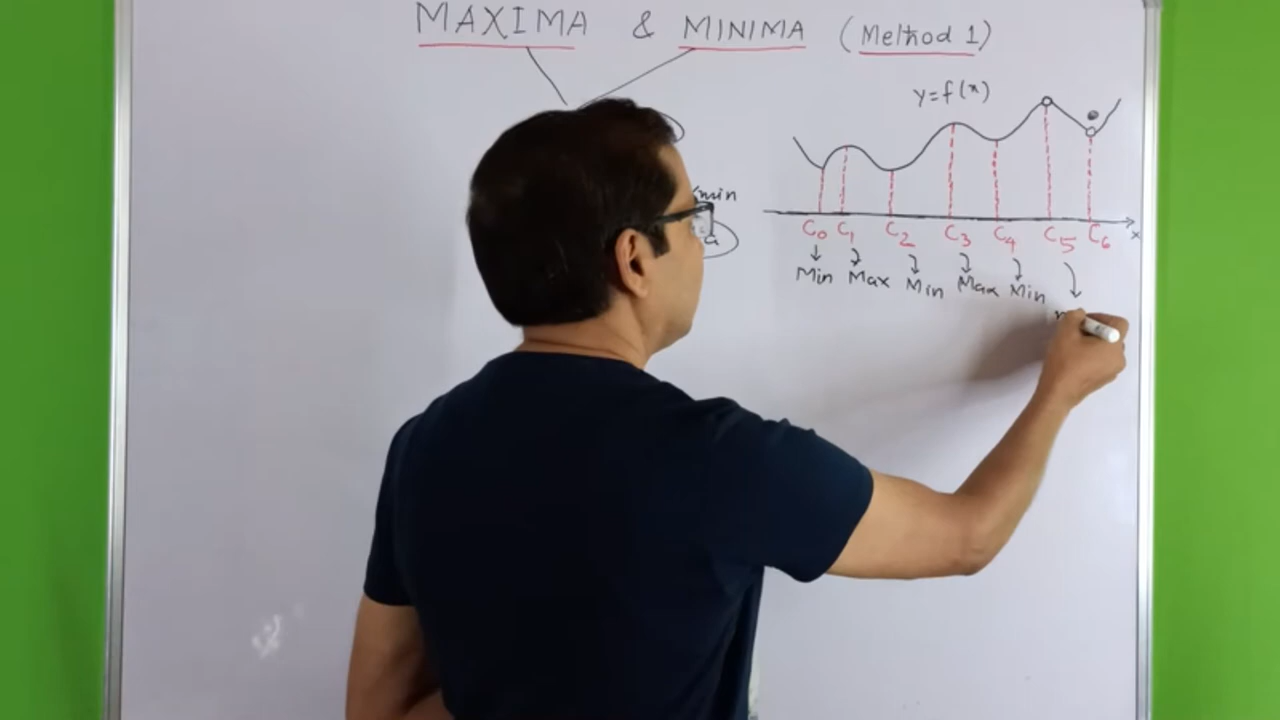 MAXIMA & MINIMA (Method 1)
y=f(x)
min
a
x
C0 C1 C2 C3 C4 C5 C6
Min Max Min Max Min